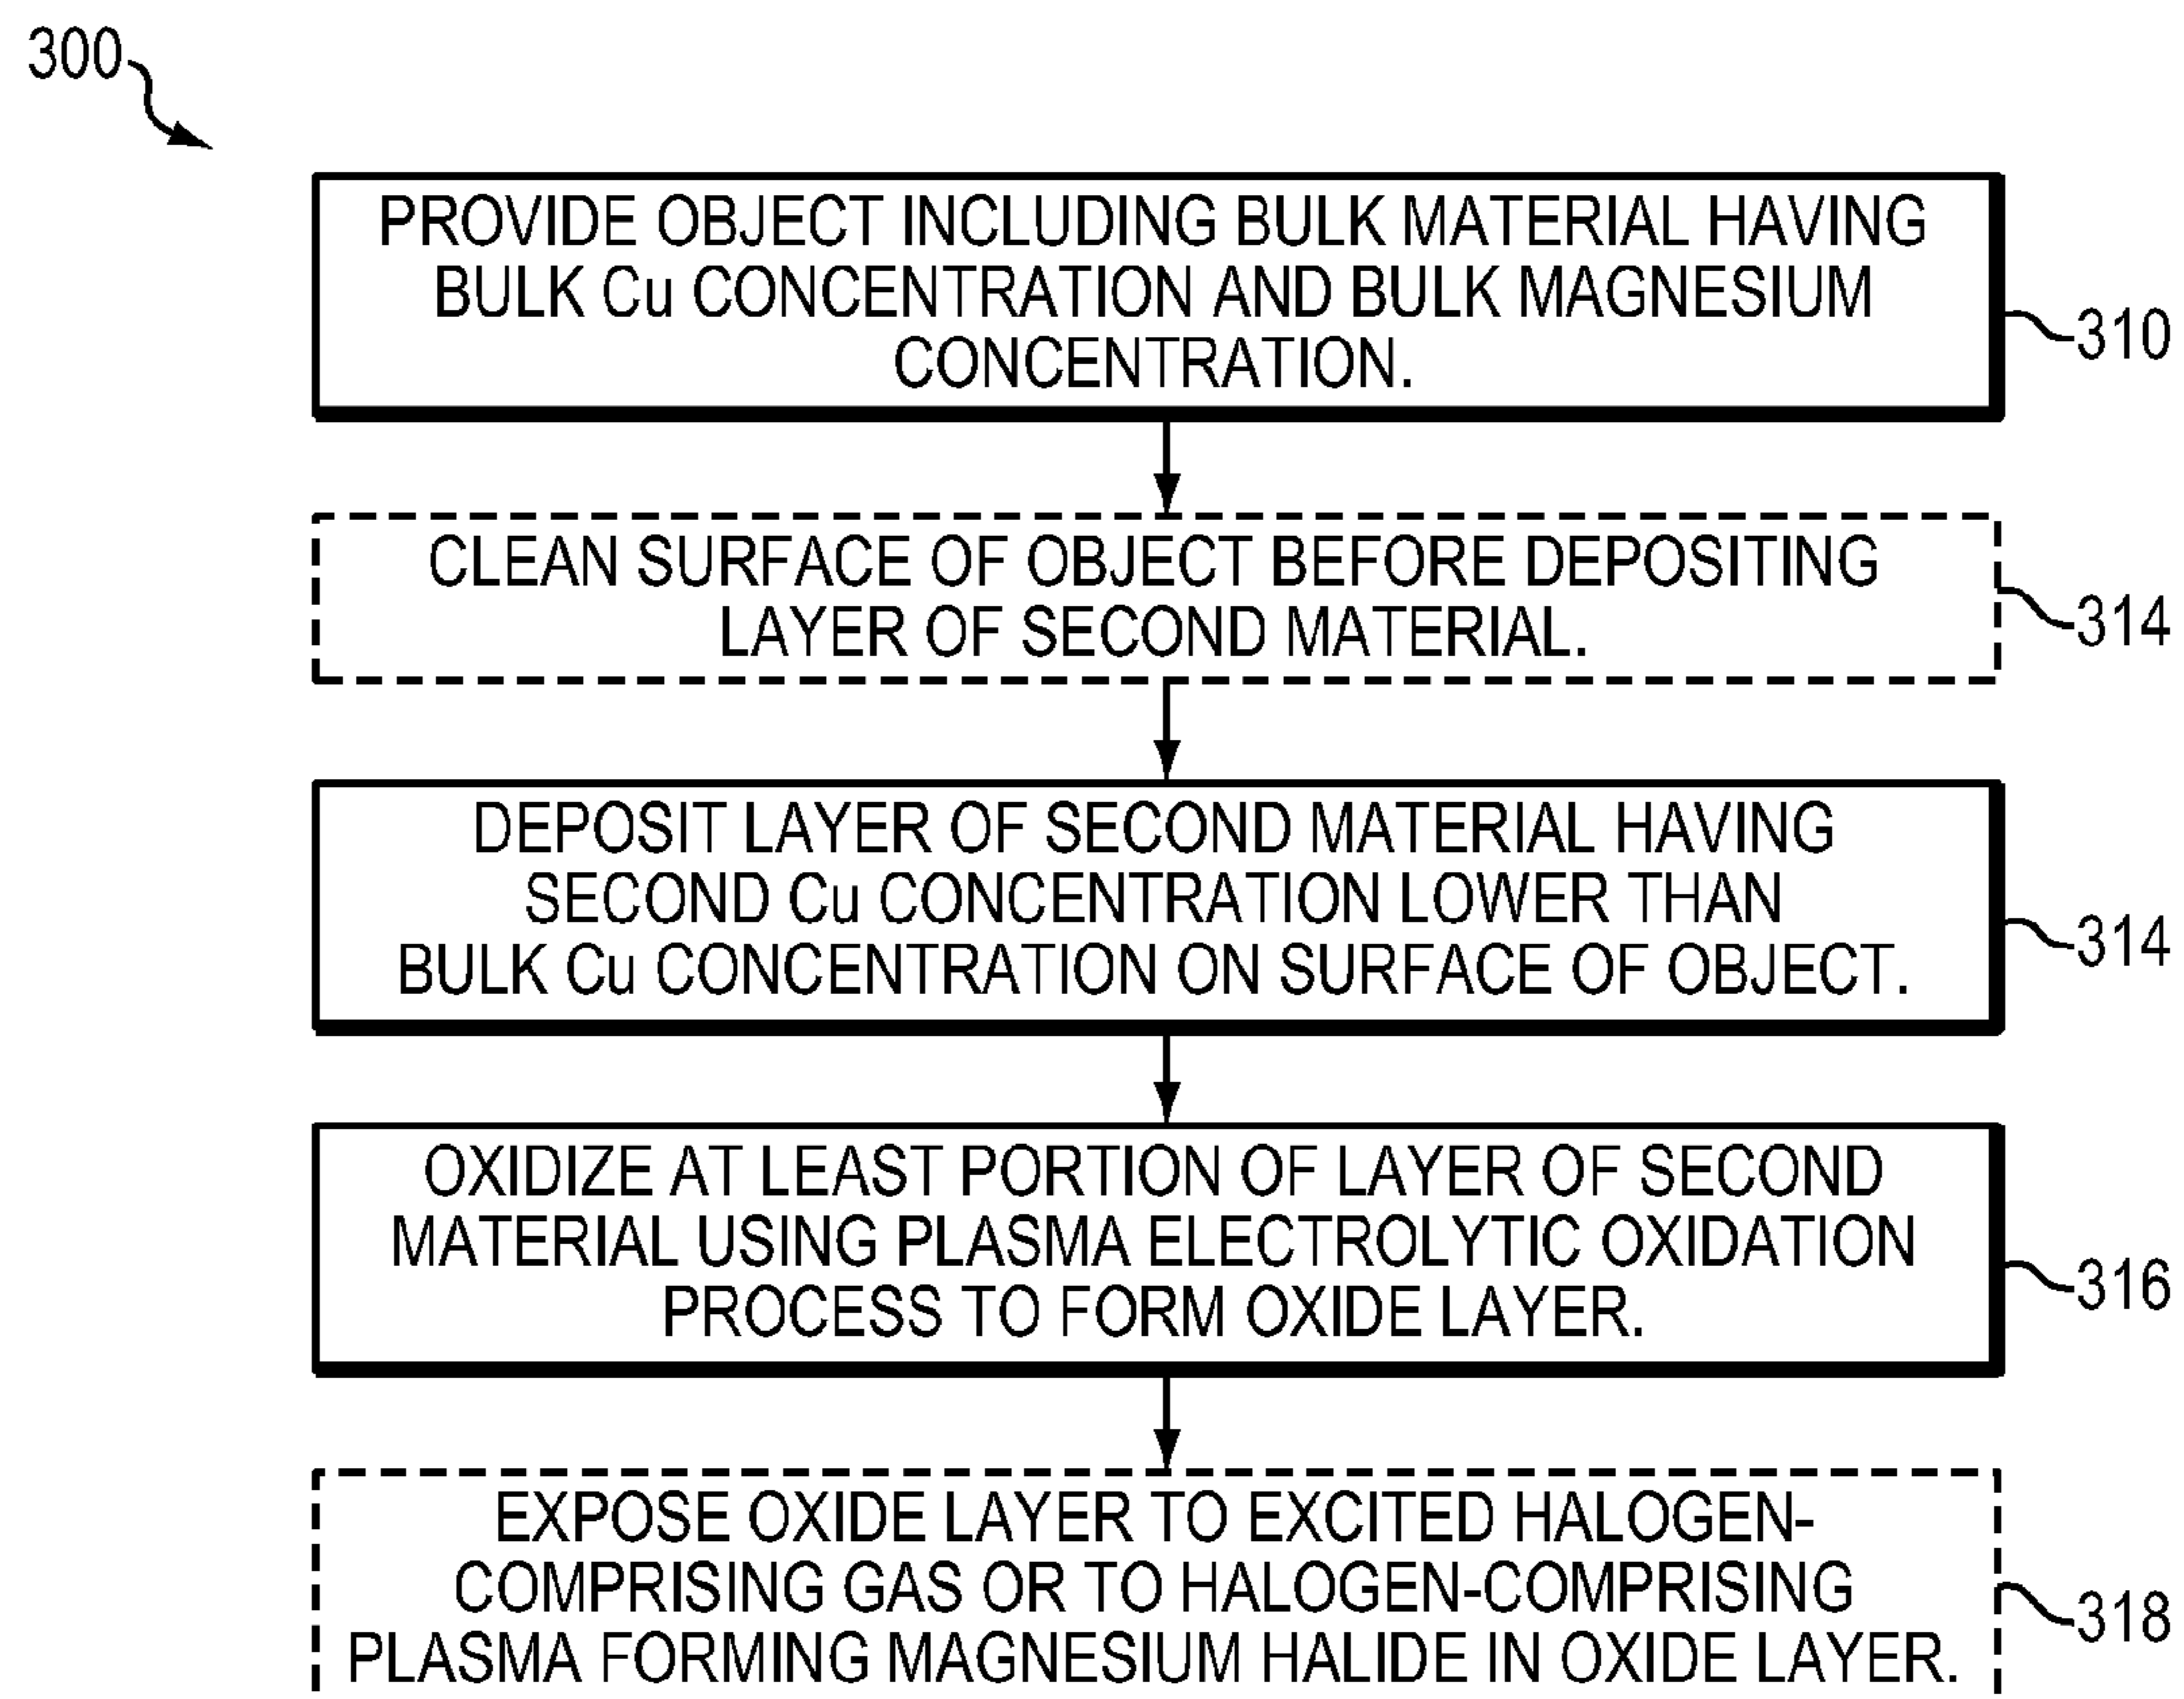 300
PROVIDE OBJECT INCLUDING BULK MATERIAL HAVING
BULK Cu CONCENTRATION AND BULK MAGNESIUM
CONCENTRATION.
310
CLEAN SURFACE OF OBJECT BEFORE DEPOSITING
LAYER OF SECOND MATERIAL.
314
DEPOSIT LAYER OF SECOND MATERIAL HAVING
SECOND Cu CONCENTRATION LOWER THAN
BULK Cu CONCENTRATION ON SURFACE OF OBJECT.
314
OXIDIZE AT LEAST PORTION OF LAYER OF SECOND
MATERIAL USING PLASMA ELECTROLYTIC OXIDATION
PROCESS TO FORM OXIDE LAYER.
316
EXPOSE OXIDE LAYER TO EXCITED HALOGEN-
COMPRISING GAS OR TO HALOGEN-COMPRISING
PLASMA FORMING MAGNESIUM HALIDE IN OXIDE LAYER.
318